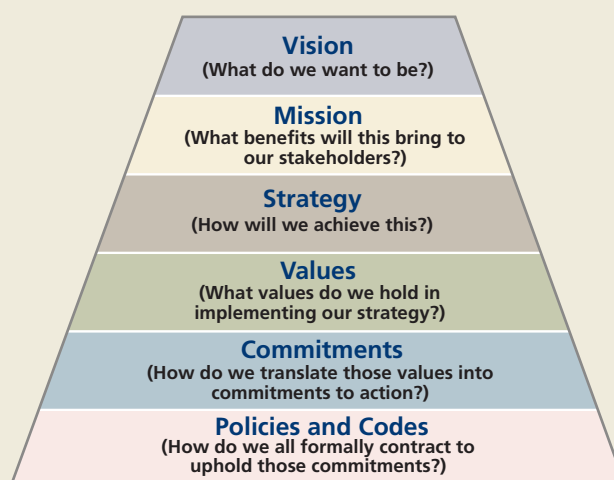 Vision
(What do we want to be?)
Mission
(What benefits will this bring to
our stakeholders?)
Strategy
(How will we achieve this?)
Values
(What values do we hold in
implementing our strategy?)
Commitments
(How do we translate those values into
commitments to action?)
Policies and Codes
(How do we all formally contract to
uphold those commitments?)